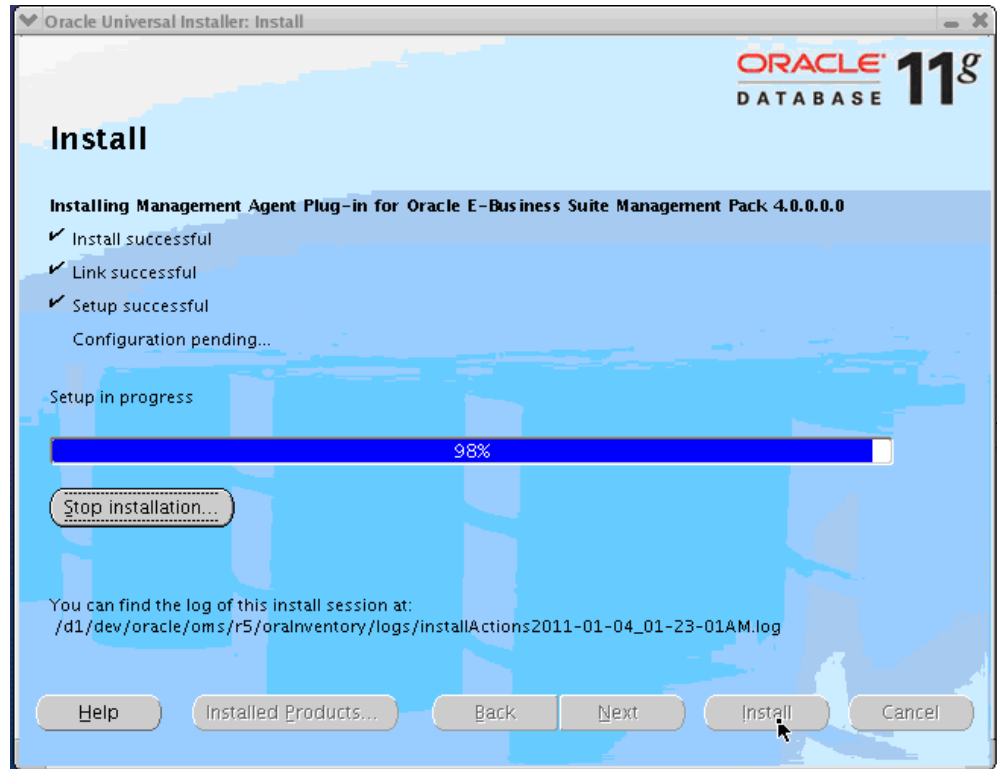 Oracle Universal Installer: Install
ORACLE 11g
DATABASE
Install
Installing Management Agent Plug-in for Oracle E-Business Suite Management Pack 4.0.0.0.0
Install successful
Link successful
Setup successful
Configuration pending...
Setup in progress
98%
Stop installation...
You can find the log of this install session at:
/d1/dev/oracle/oms/r5/oraInventory/logs/installActions2011-01-04_01-23-01AM.log
Help Installed Products... Back Next Install Cancel